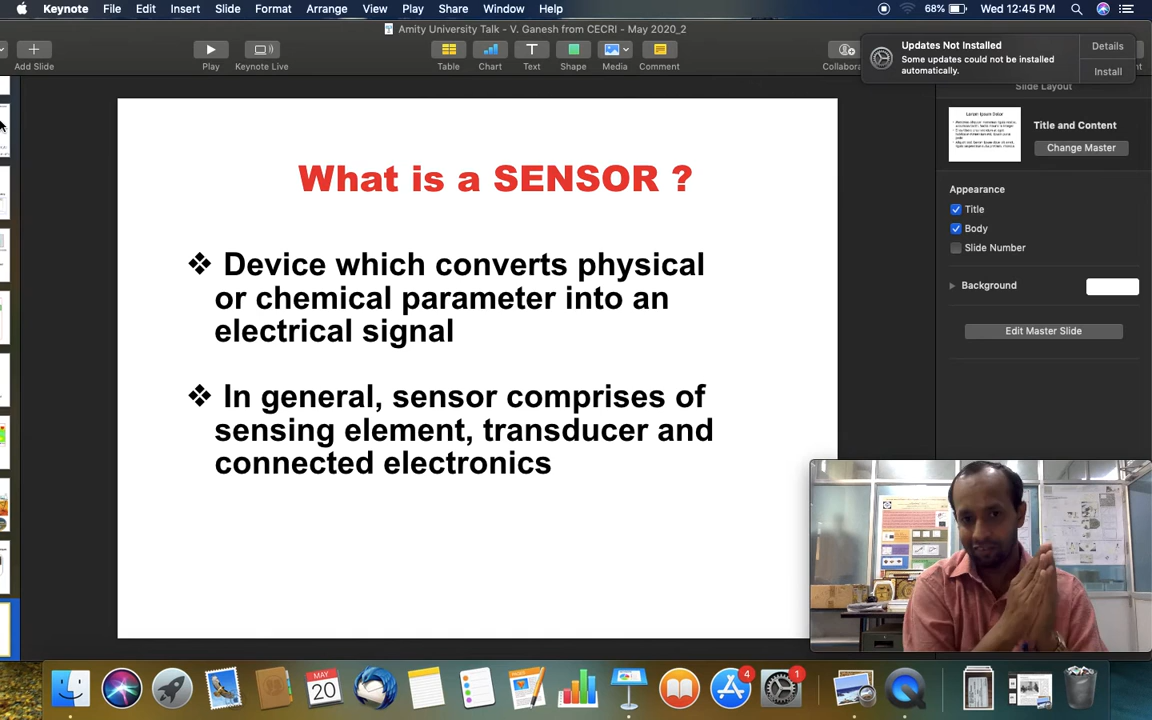 Keynote File Edit Insert Slide Format Arrange View Play Share Window Help 68% Wed 12:45 PM
Amity University Talk - V. Ganesh from CECRI - May 2020_2
Add Slide Play Keynote Live Table Chart Text Shape Media Comment Collabora
Updates Not Installed
Some updates could not be installed
automatically.
Details
Install
Slide Layout
Title and Content
Change Master
Appearance
Title
Body
Slide Number
Background
Edit Master Slide
What is a SENSOR ?
❖ Device which converts physical
or chemical parameter into an
electrical signal
❖ In general, sensor comprises of
sensing element, transducer and
connected electronics
MAY
20
4
1